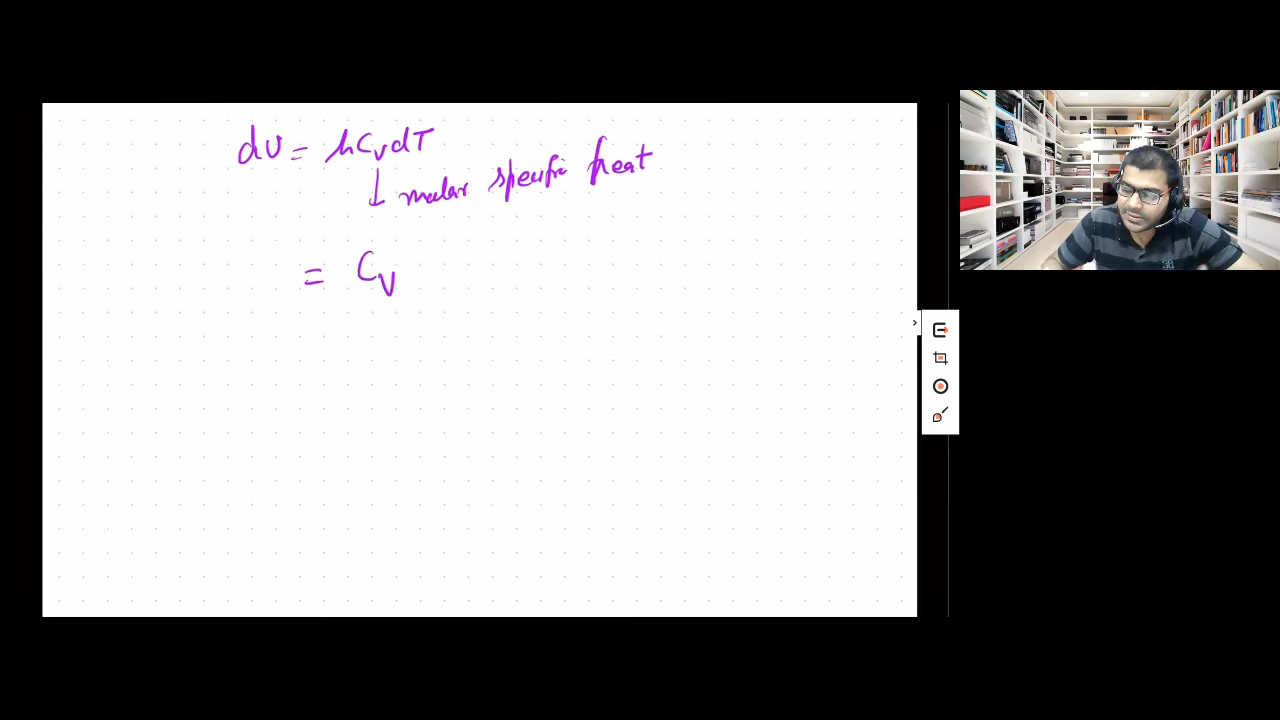 dU = nCvdT
↓ molar specific heat
= Cv